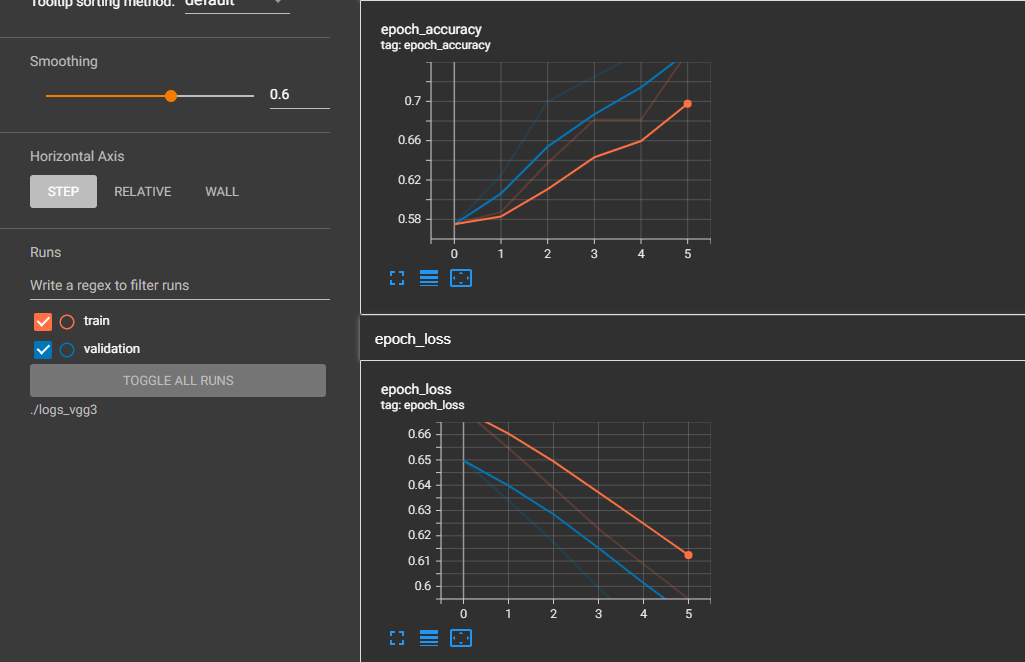 Tooltip sorting method: default
Smoothing
0.6
Horizontal Axis
STEP RELATIVE WALL
Runs
Write a regex to filter runs
train
validation
TOGGLE ALL RUNS
./logs_vgg3
epoch_accuracy
tag: epoch_accuracy
0.7
0.66
0.62
0.58
0 1 2 3 4 5
epoch_loss
epoch_loss
tag: epoch_loss
0.66
0.65
0.64
0.63
0.62
0.61
0.6
0 1 2 3 4 5